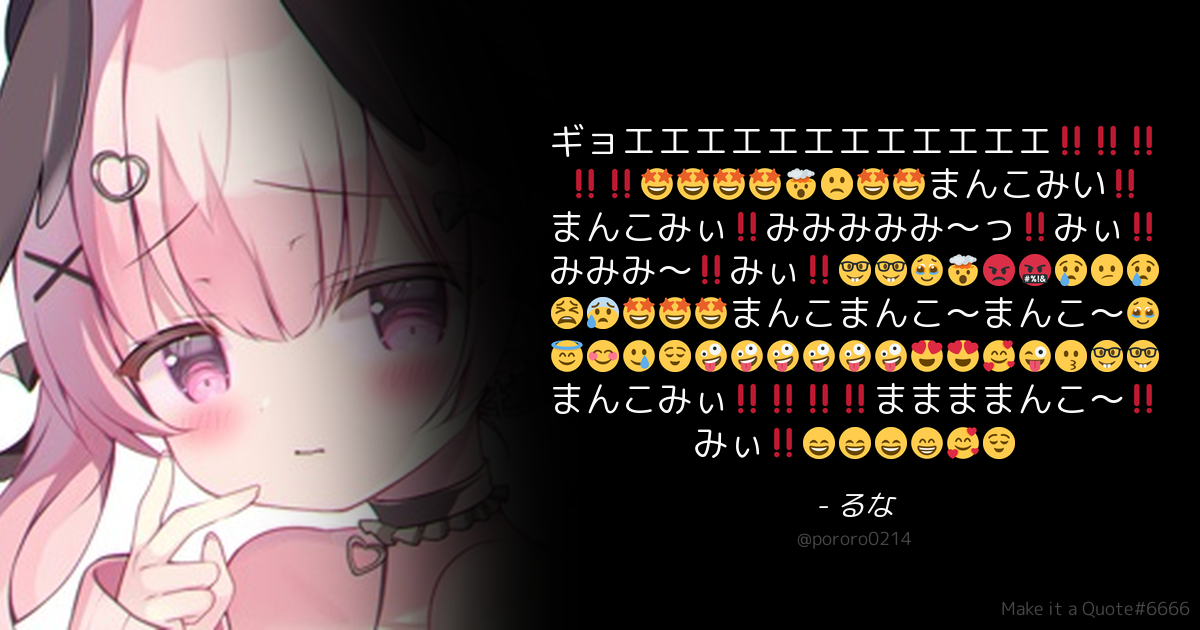 ギョエエエエエエエエエエエエ‼‼‼
‼‼🤩🤩🤩🤩🤯🙁🤩🤩まんこみい‼
まんこみぃ‼みみみみみ〜っ‼みぃ‼
みみみ〜‼みぃ‼🤓🤓🥹🤯😡🤬😢🫤😢
😫😰🤩🤩🤩まんこまんこ〜まんこ〜🥹
😇😊🥲😌🤪🤪🤪🤪🤪🤪😍😍🥰😜😗🤓🤓
まんこみぃ‼‼‼‼ままままんこ〜‼
みぃ‼😄😄😄😁🥰😌
- るな
@pororo0214
Make it a Quote#6666